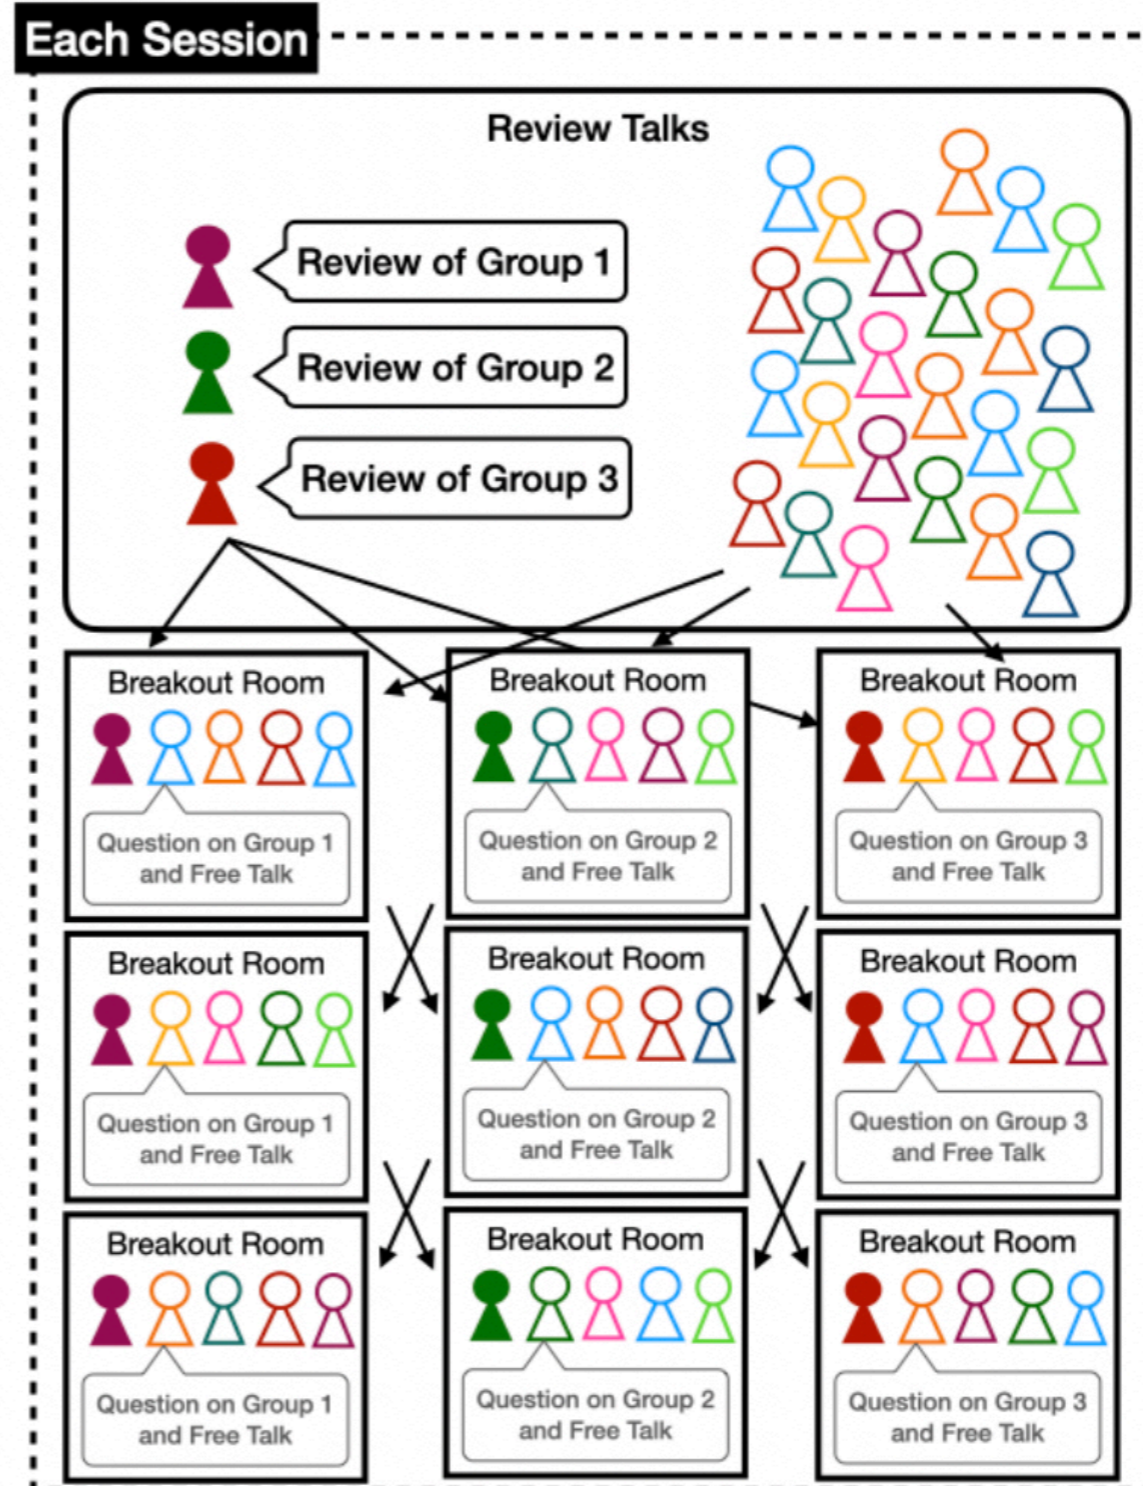 Each Session
Review Talks
Review of Group 1
Review of Group 2
Review of Group 3
Breakout Room
Question on Group 1
and Free Talk
Breakout Room
Question on Group 2
and Free Talk
Breakout Room
Question on Group 3
and Free Talk
Breakout Room
Question on Group 1
and Free Talk
Breakout Room
Question on Group 2
and Free Talk
Breakout Room
Question on Group 3
and Free Talk
Breakout Room
Question on Group 1
and Free Talk
Breakout Room
Question on Group 2
and Free Talk
Breakout Room
Question on Group 3
and Free Talk